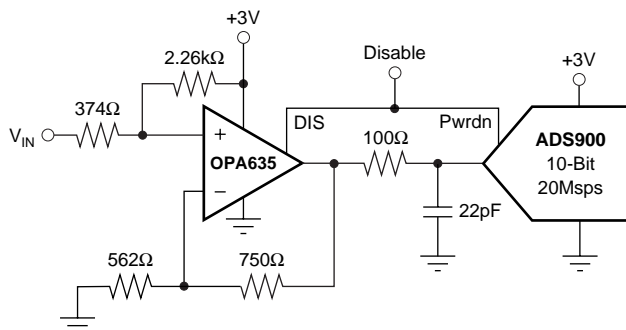 +3V
2.26kΩ
Disable
+3V
374Ω
V_IN
+
DIS
Pwrdn
OPA635
100Ω
ADS900
10-Bit
20Msps
−
22pF
562Ω
750Ω